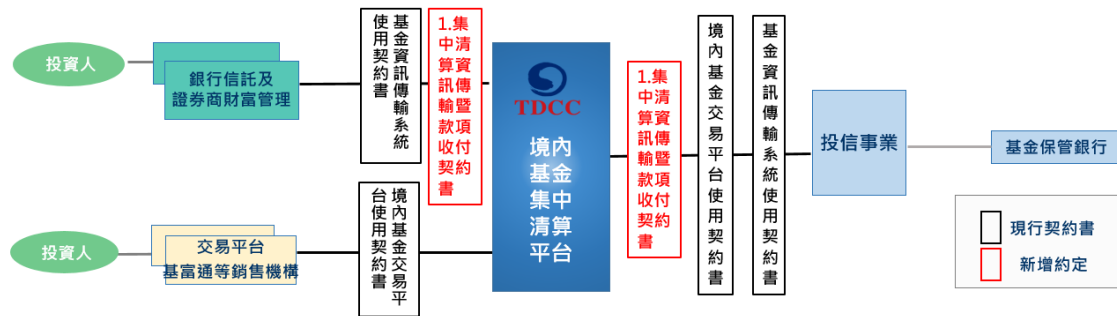 投資人
銀行信託及
證券商財富管理
基金資訊傳輸系統
使用契約書
1.集
中清
算資
訊傳
輸暨
款項
收付
契約
書
TDCC
境內
基金
集中
清算
平台
1.集
中清
算資
訊傳
輸暨
款項
收付
契約
書
境內基金交易平台使用契約書
基金資訊傳輸系統使用契約書
投信事業
基金保管銀行
投資人
交易平台
基富通等銷售機構
境內基金交易平
台使用契約書
現行契約書
新增約定